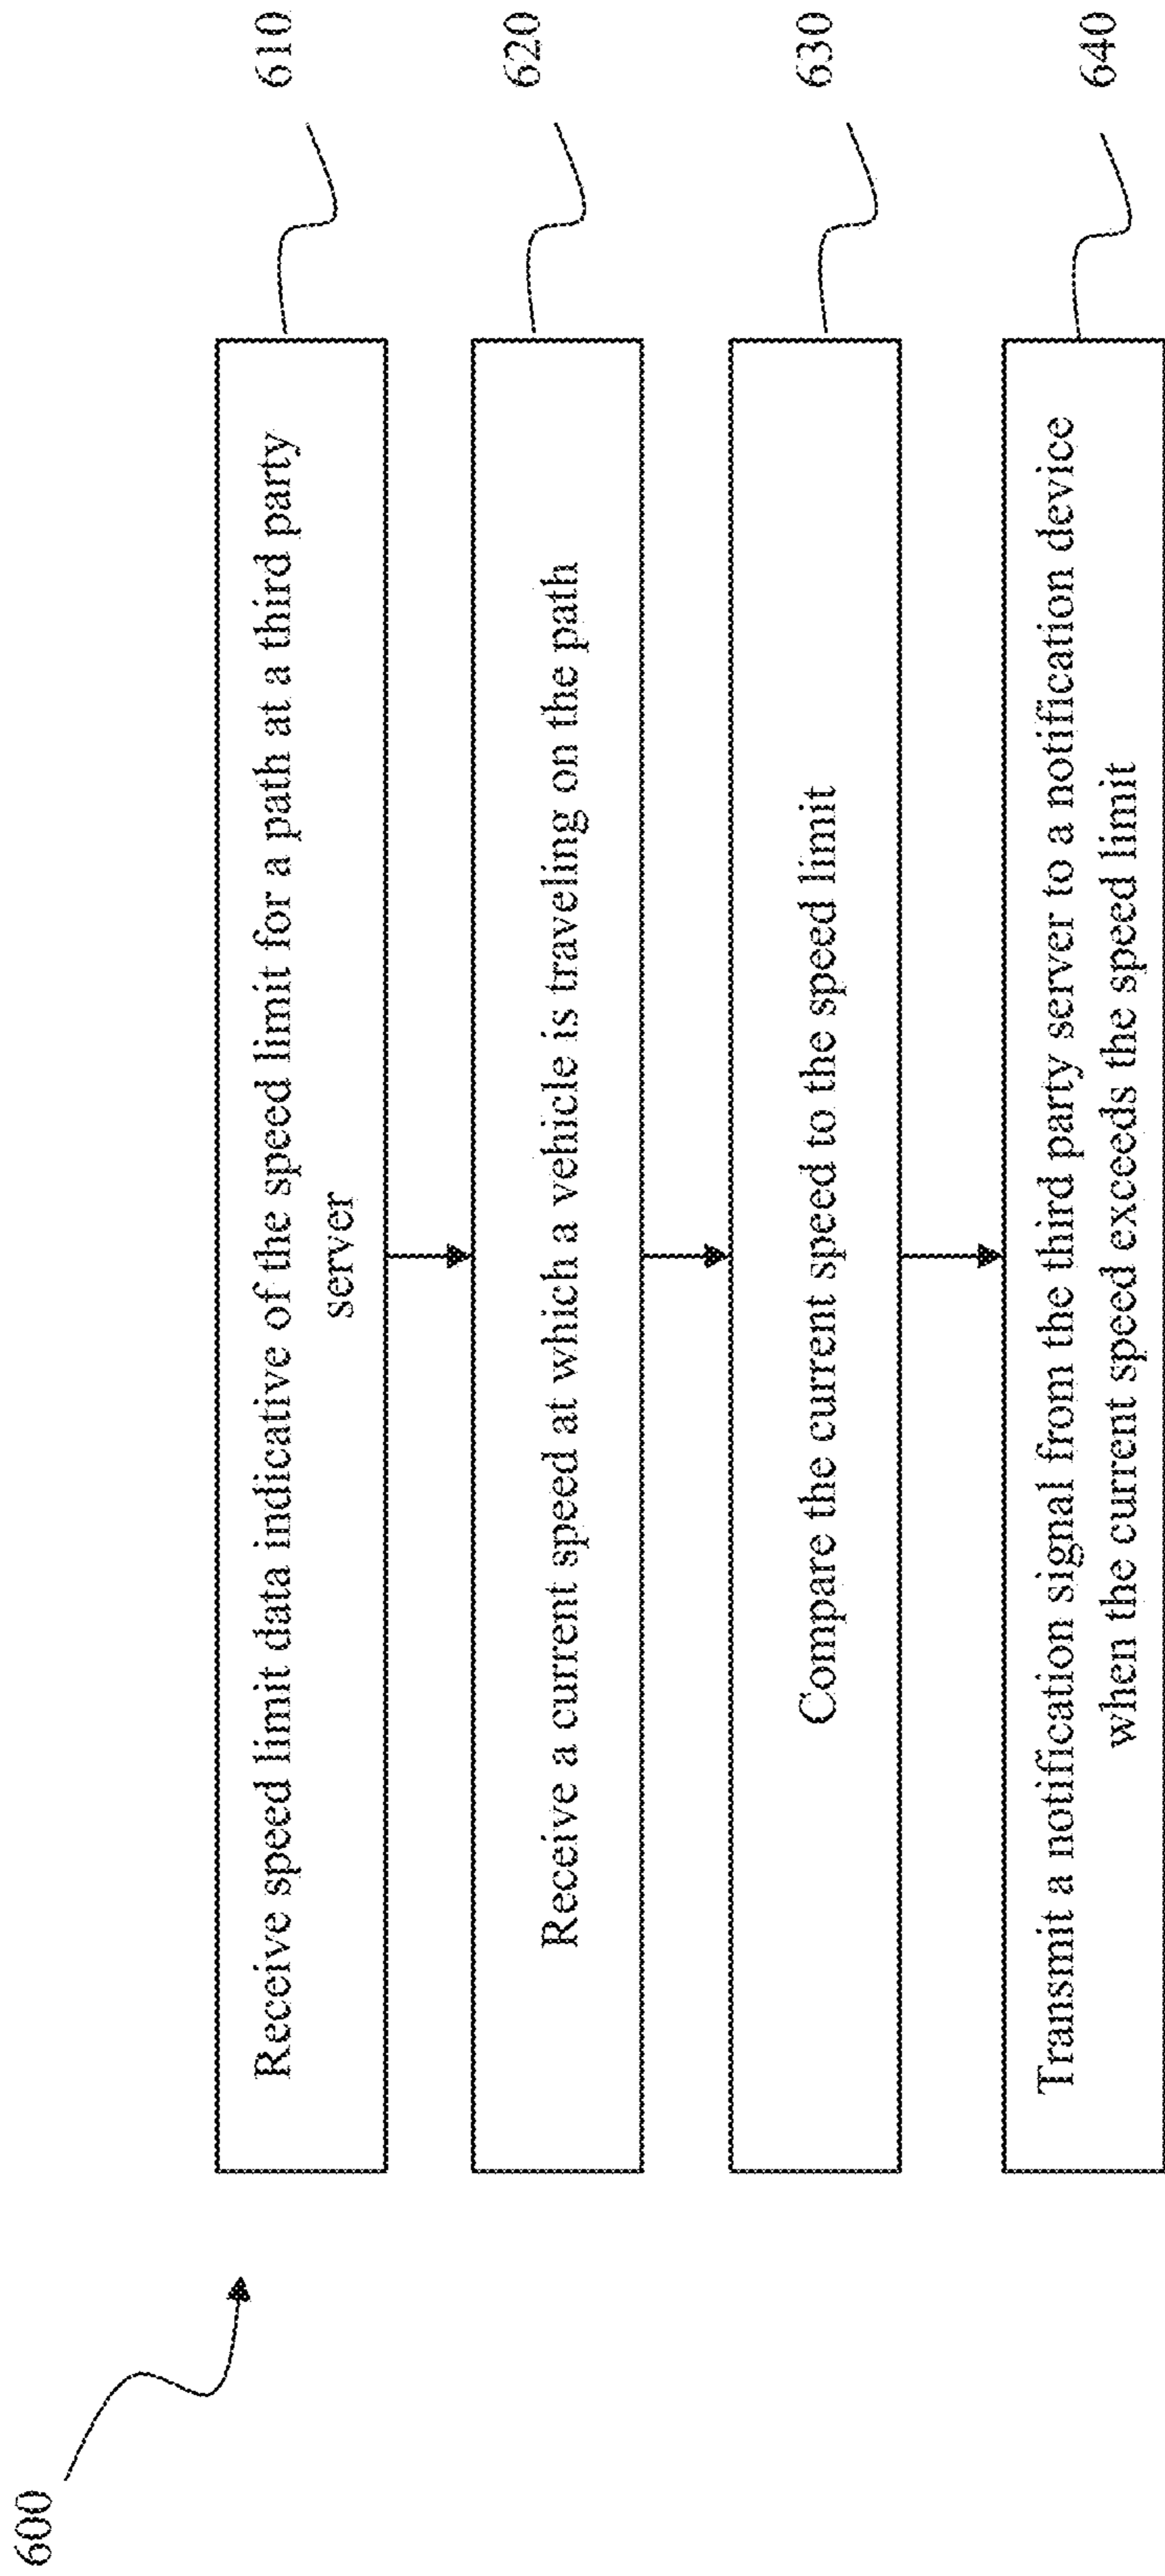 600
Receive speed limit data indicative of the speed limit for a path at a third party
server
610
Receive a current speed at which a vehicle is traveling on the path
620
Compare the current speed to the speed limit
630
Transmit a notification signal from the third party server to a notification device
when the current speed exceeds the speed limit
640